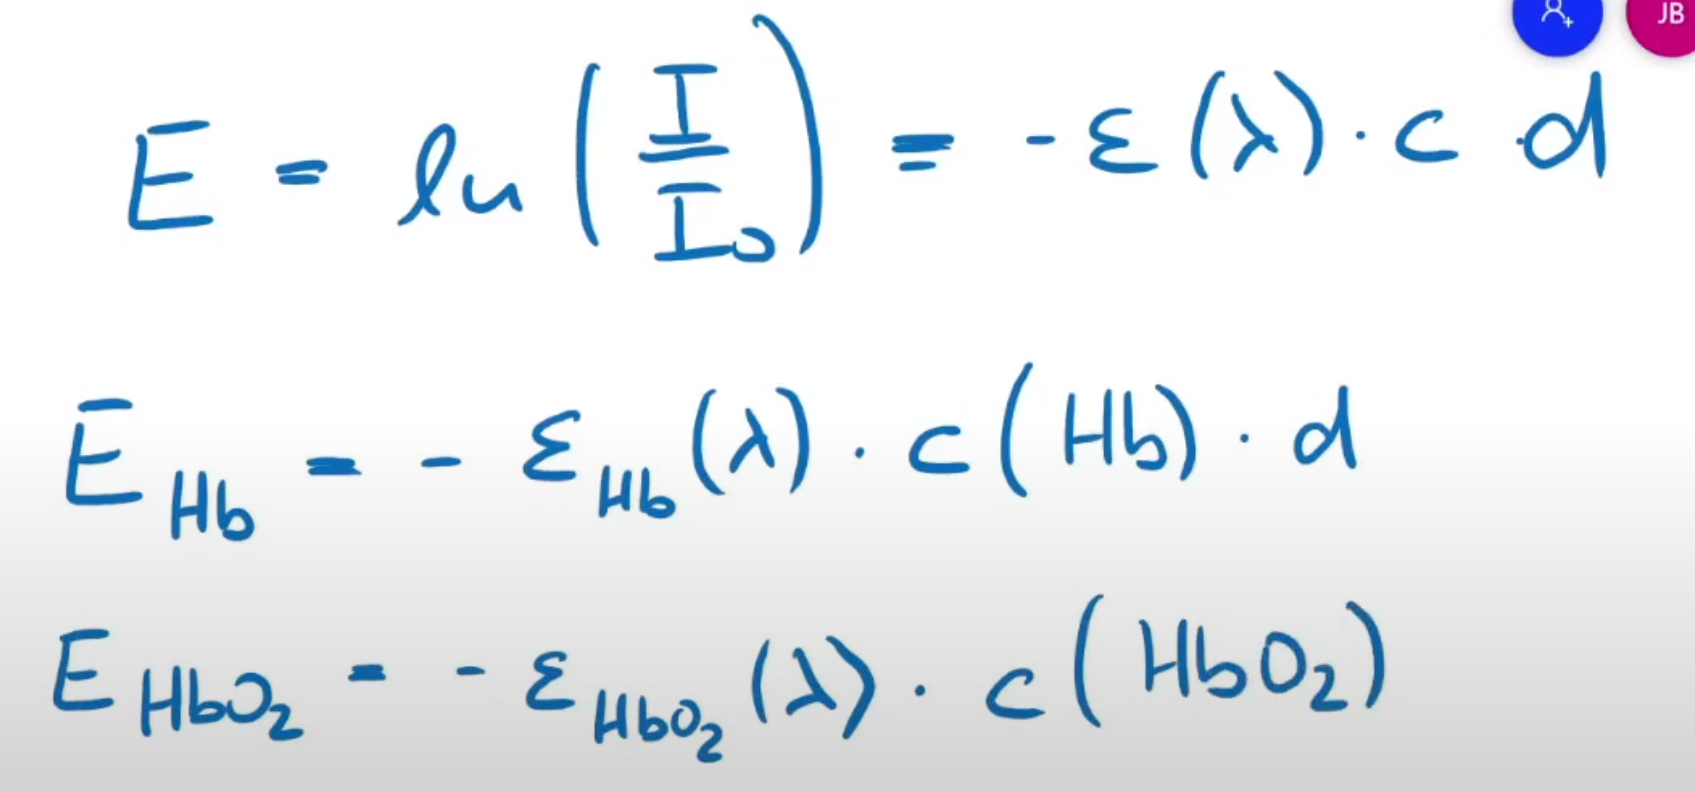 JB
E = ln (I/I₀) = - ε(λ) · c · d
E_Hb = - ε_Hb (λ) · c (Hb) · d
E_HbO₂ = - ε_HbO₂ (λ) · c (HbO₂)